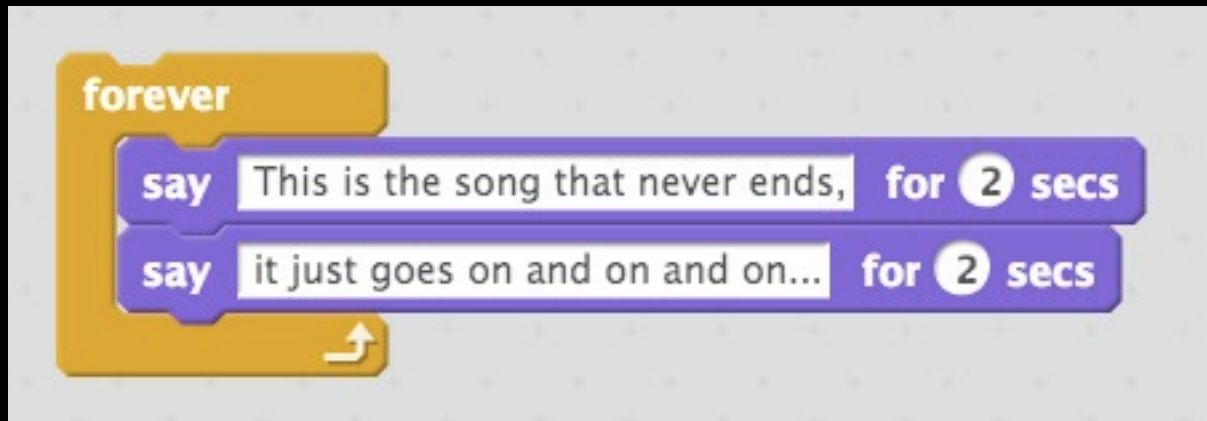 forever
say This is the song that never ends, for 2 secs
say it just goes on and on and on... for 2 secs